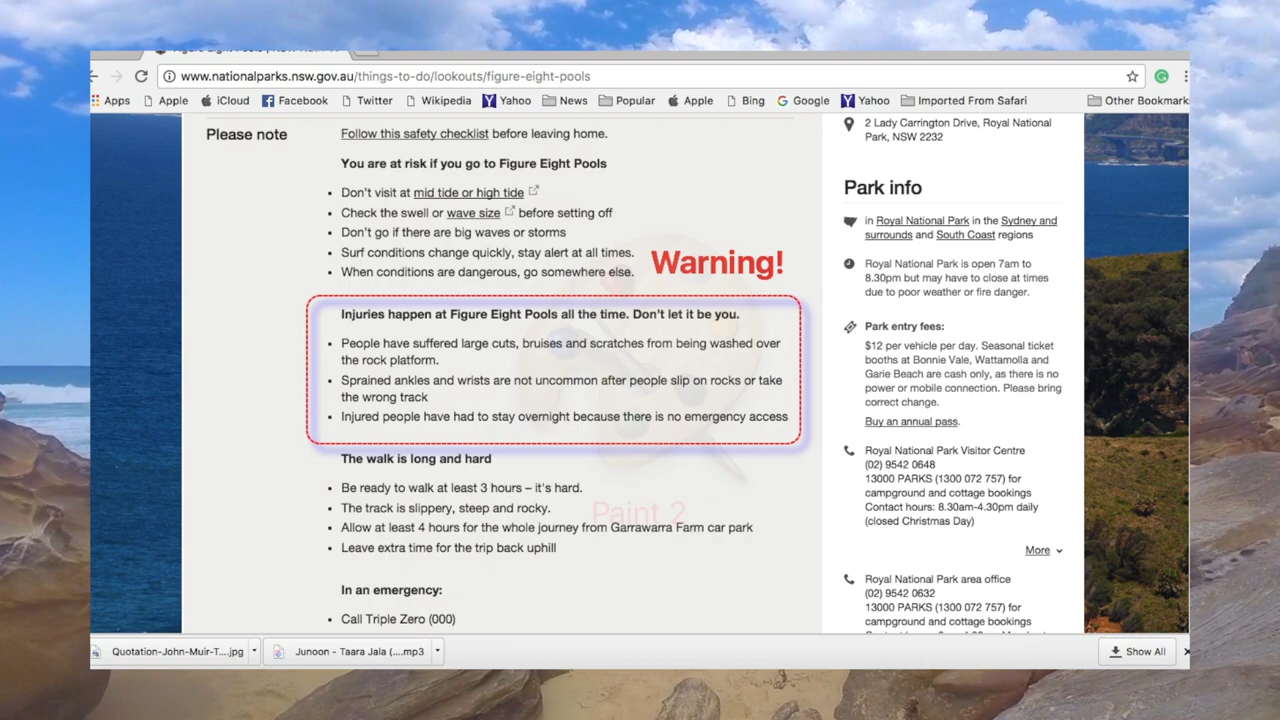 www.nationalparks.nsw.gov.au/things-to-do/lookouts/figure-eight-pools
Apps Apple iCloud Facebook Twitter Wikipedia Yahoo News Popular Apple Bing Google Yahoo Imported From Safari Other Bookmark
Please note
Follow this safety checklist before leaving home.
You are at risk if you go to Figure Eight Pools
• Don't visit at mid tide or high tide
• Check the swell or wave size before setting off
• Don't go if there are big waves or storms
• Surf conditions change quickly, stay alert at all times.
• When conditions are dangerous, go somewhere else.
Warning!
Injuries happen at Figure Eight Pools all the time. Don't let it be you.
• People have suffered large cuts, bruises and scratches from being washed over
the rock platform.
• Sprained ankles and wrists are not uncommon after people slip on rocks or take
the wrong track
• Injured people have had to stay overnight because there is no emergency access
The walk is long and hard
• Be ready to walk at least 3 hours – it's hard.
• The track is slippery, steep and rocky.
Paint 2
• Allow at least 4 hours for the whole journey from Garrawarra Farm car park
• Leave extra time for the trip back uphill
In an emergency:
• Call Triple Zero (000)
2 Lady Carrington Drive, Royal National
Park, NSW 2232
Park info
in Royal National Park in the Sydney and
surrounds and South Coast regions
Royal National Park is open 7am to
8.30pm but may have to close at times
due to poor weather or fire danger.
Park entry fees:
$12 per vehicle per day. Seasonal ticket
booths at Bonnie Vale, Wattamolla and
Garie Beach are cash only, as there is no
power or mobile connection. Please bring
correct change.
Buy an annual pass.
Royal National Park Visitor Centre
(02) 9542 0648
13000 PARKS (1300 072 757) for
campground and cottage bookings
Contact hours: 8.30am-4.30pm daily
(closed Christmas Day)
More
Royal National Park area office
(02) 9542 0632
13000 PARKS (1300 072 757) for
campground and cottage bookings
Quotation-John-Muir-T....jpg Junoon - Taara Jala (....mp3 Show All